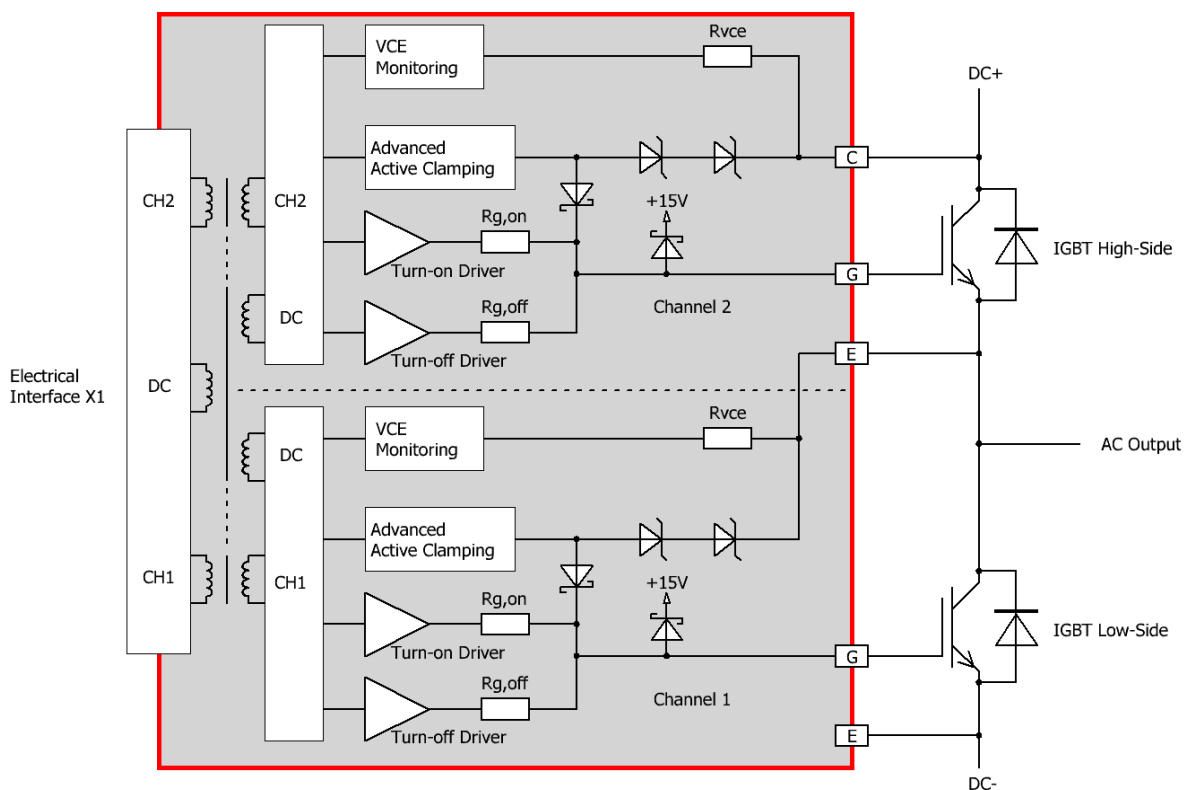 Rvce
VCE
Monitoring
DC+
Advanced
Active Clamping
C
CH2
CH2
+15V
Rg,on
IGBT High-Side
Turn-on Driver
G
Rg,off
Channel 2
DC
Turn-off Driver
E
Electrical
Interface X1
DC
Rvce
VCE
Monitoring
AC Output
DC
Advanced
Active Clamping
CH1
CH1
+15V
Rg,on
IGBT Low-Side
Turn-on Driver
G
Rg,off
Channel 1
Turn-off Driver
E
DC-